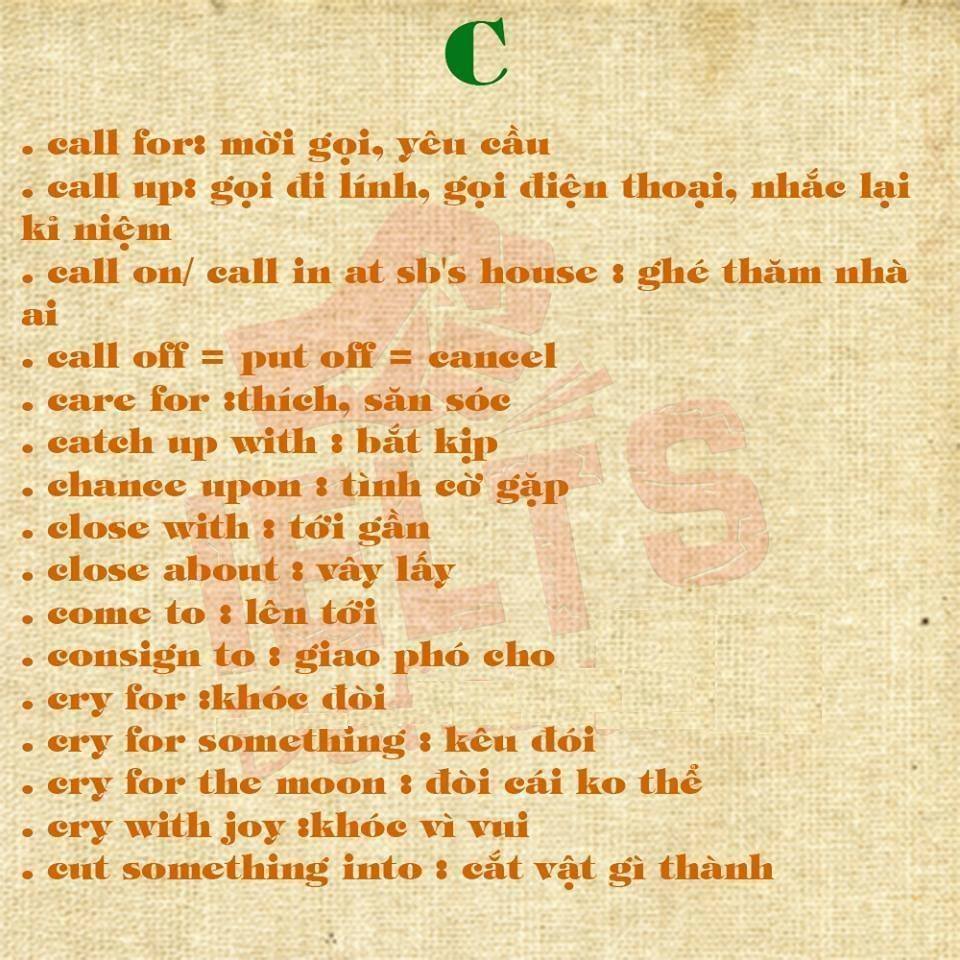 C
. call for: mời gọi, yêu cầu
. call up: gọi đi lính, gọi điện thoại, nhắc lại
kỉ niệm
. call on/ call in at sb's house : ghé thăm nhà
ai
. call off = put off = cancel
. care for :thích, săn sóc
. catch up with : bắt kịp
. chance upon : tình cờ gặp
. close with : tới gần
. close about : vây lấy
. come to : lên tới
. consign to : giao phó cho
. cry for :khóc đòi
. cry for something : kêu đói
. cry for the moon : đòi cái ko thể
. cry with joy :khóc vì vui
. cut something into : cắt vật gì thành
IELTS